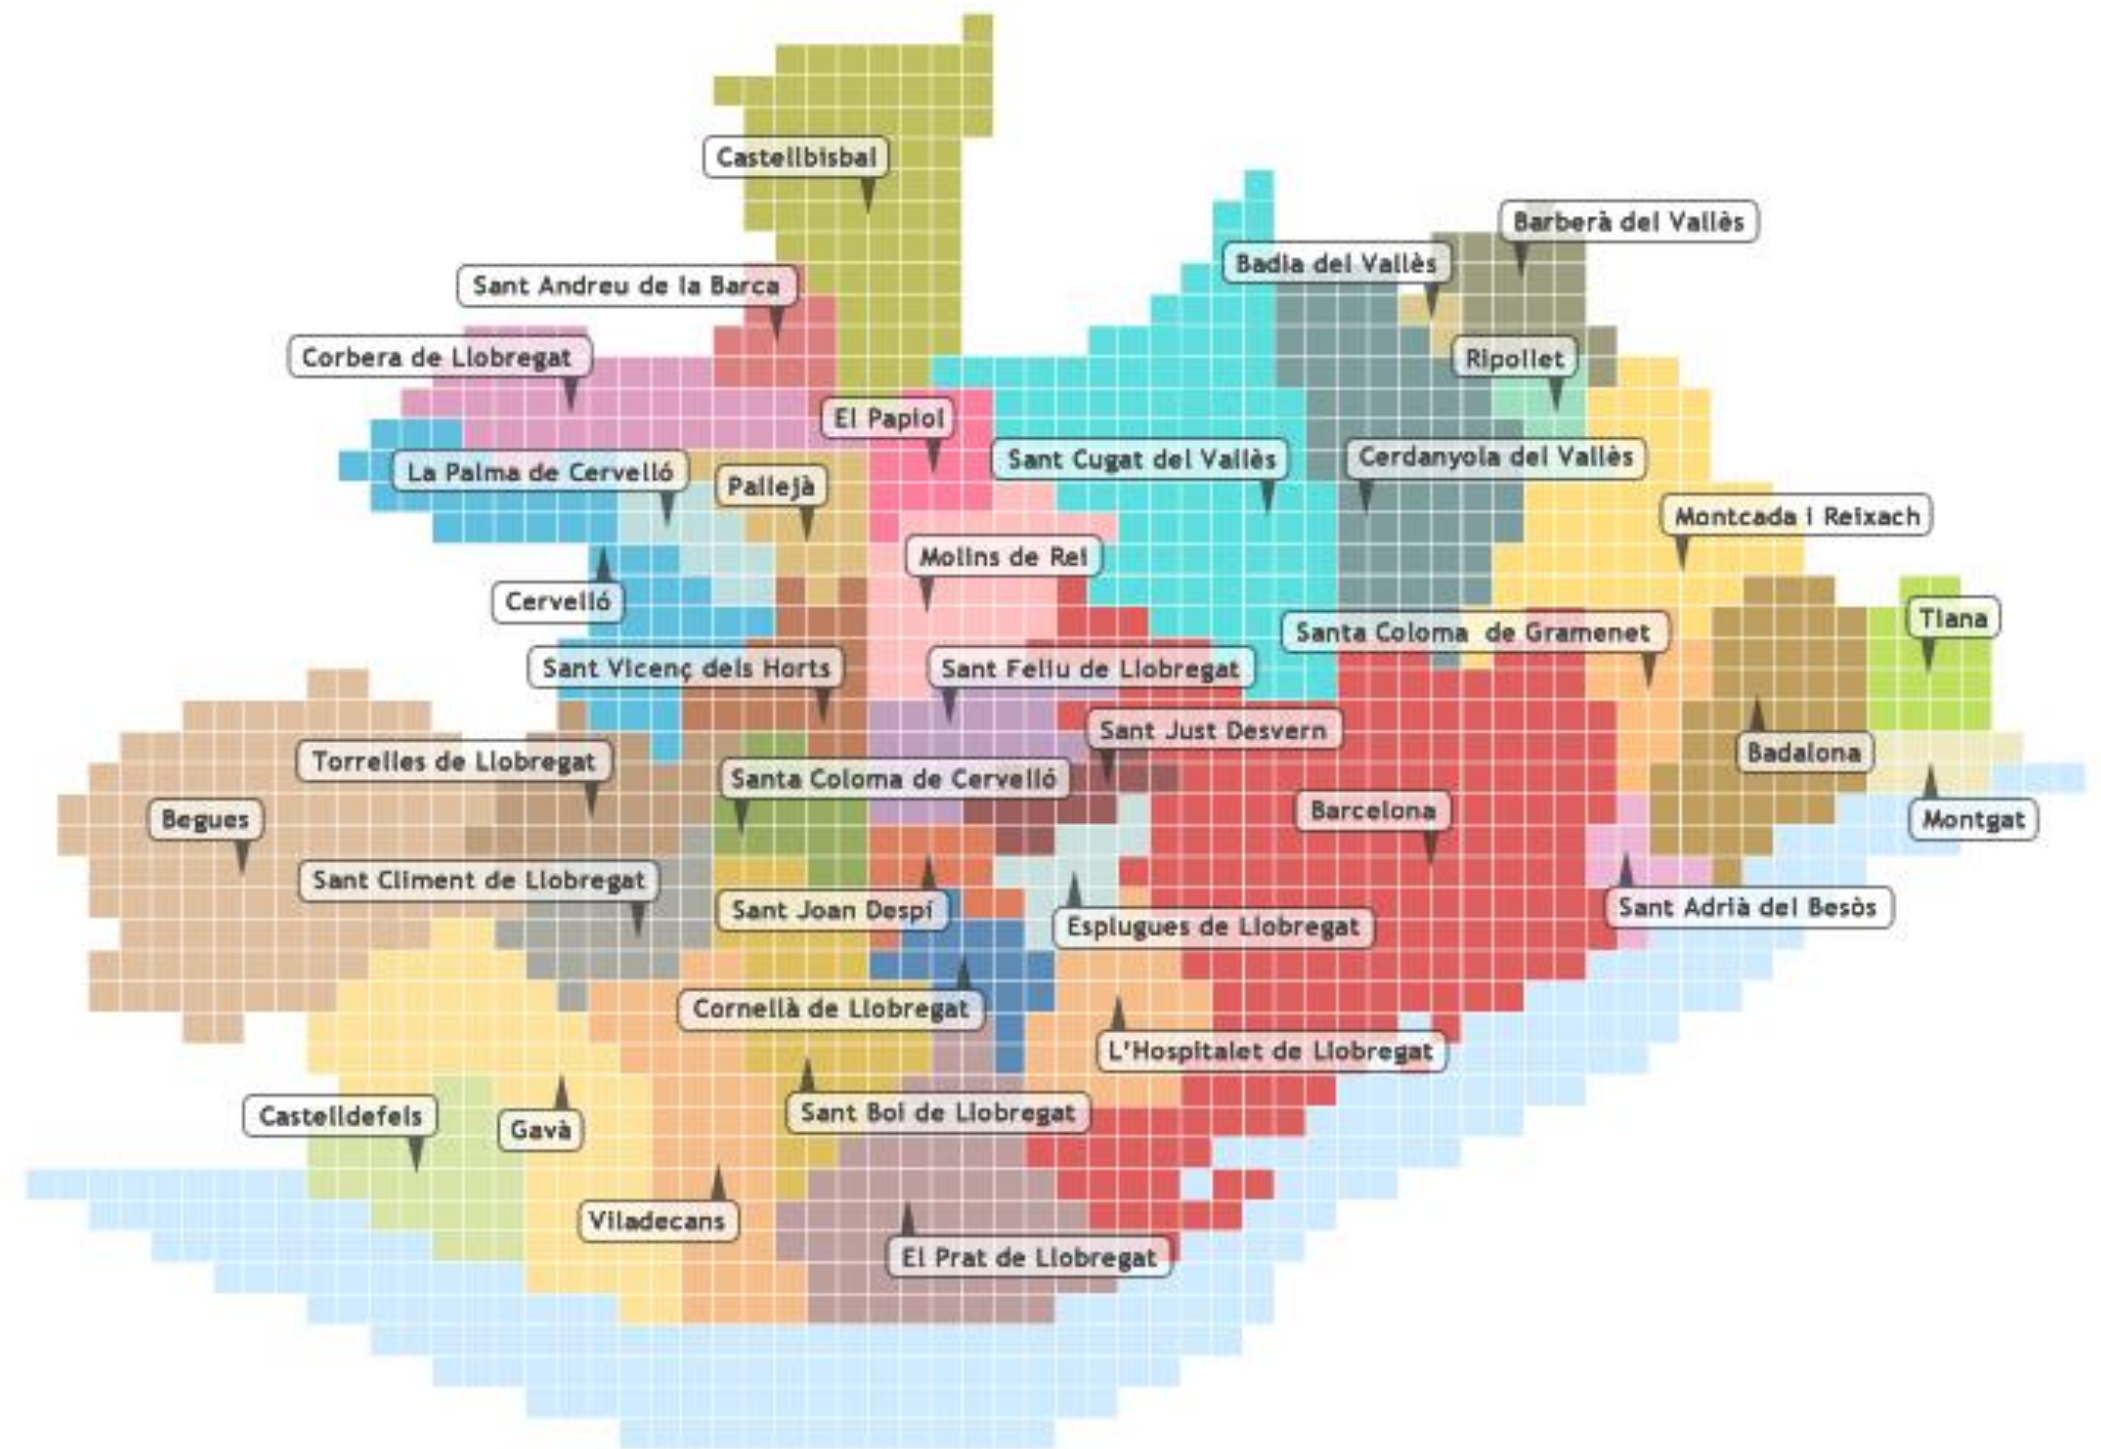 Castellbisbal
Barberà del Vallès
Badia del Vallès
Sant Andreu de la Barca
Corbera de Llobregat
Ripollet
El Papiol
Sant Cugat del Vallès
Cerdanyola del Vallès
La Palma de Cervelló
Pallejà
Montcada i Reixach
Molins de Rei
Cervelló
Tiana
Santa Coloma de Gramenet
Sant Vicenç dels Horts
Sant Feliu de Llobregat
Sant Just Desvern
Badalona
Torrelles de Llobregat
Santa Coloma de Cervelló
Barcelona
Begues
Montgat
Sant Climent de Llobregat
Sant Joan Despí
Sant Adrià del Besòs
Esplugues de Llobregat
Cornellà de Llobregat
L'Hospitalet de Llobregat
Castelldefels
Sant Boi de Llobregat
Gavà
Viladecans
El Prat de Llobregat